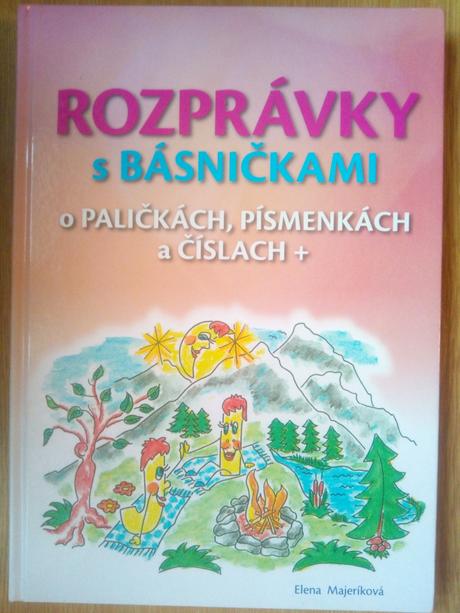 ROZPRÁVKY
s BÁSNIČKAMI
o PALIČKÁCH, PÍSMENKÁCH
a ČÍSLACH +
Elena Majeríková